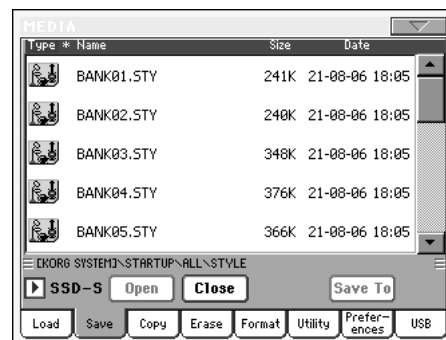 MEDIA
Type * Name Size Date
BANK01.STY 241K 21-08-06 18:05
BANK02.STY 240K 21-08-06 18:05
BANK03.STY 348K 21-08-06 18:05
BANK04.STY 376K 21-08-06 18:05
BANK05.STY 366K 21-08-06 18:05
[KORG SYSTEM]\STARTUP\ALL\STYLE
SSD-S Open Close Save To
Load Save Copy Erase Format Utility Prefer-
ences USB